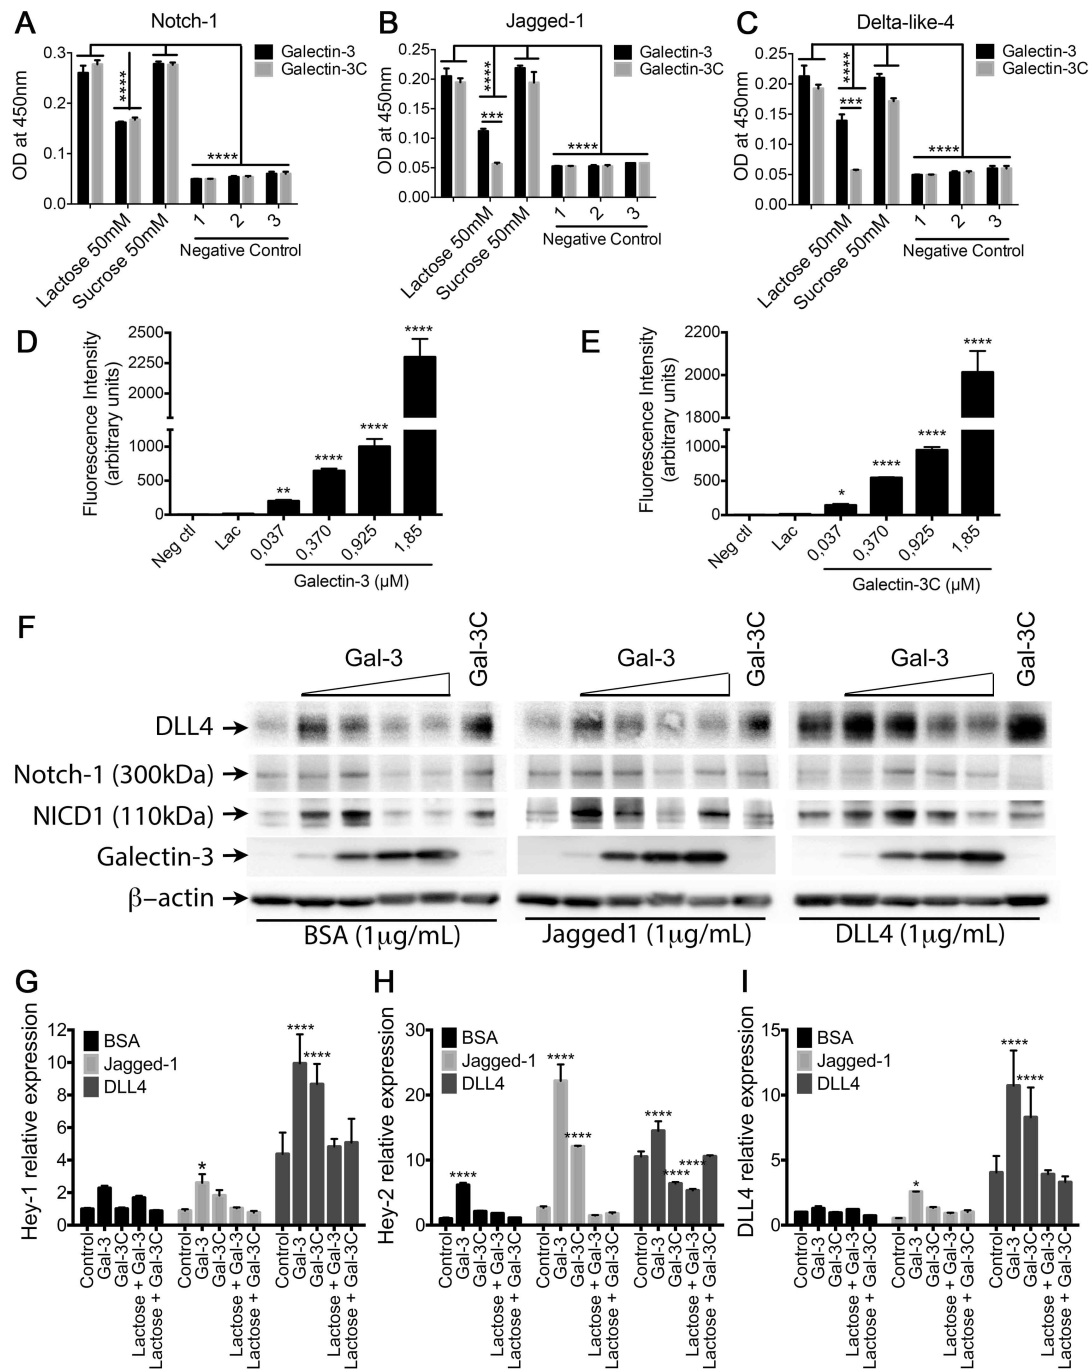 A
Notch-1
Galectin-3
Galectin-3C
OD at 450nm
0.3
0.2
0.1
0.0
****
****
Lactose 50mM
Sucrose 50mM
1
2
3
Negative Control
B
Jagged-1
Galectin-3
Galectin-3C
OD at 450nm
0.25
0.20
0.15
0.10
0.05
0.00
****
***
****
Lactose 50mM
Sucrose 50mM
1
2
3
Negative Control
C
Delta-like-4
Galectin-3
Galectin-3C
OD at 450nm
0.25
0.20
0.15
0.10
0.05
0.00
****
***
****
Lactose 50mM
Sucrose 50mM
1
2
3
Negative Control
D
Fluorescence Intensity
(arbitrary units)
2500
2250
2000
1000
500
0
**
****
****
****
Neg ctl
Lac
0,037
0,370
0,925
1,85
Galectin-3 (µM)
E
Fluorescence Intensity
(arbitrary units)
2200
2000
1800
1000
500
0
*
****
****
****
Neg ctl
Lac
0,037
0,370
0,925
1,85
Galectin-3C (µM)
F
Gal-3
Gal-3C
Gal-3
Gal-3C
Gal-3
Gal-3C
DLL4
Notch-1 (300kDa)
NICD1 (110kDa)
Galectin-3
β–actin
BSA (1µg/mL)
Jagged1 (1µg/mL)
DLL4 (1µg/mL)
G
Hey-1 relative expression
12
10
8
6
4
2
0
BSA
Jagged-1
DLL4
*
****
****
Control
Gal-3
Gal-3C
Lactose + Gal-3
Lactose + Gal-3C
Control
Gal-3
Gal-3C
Lactose + Gal-3
Lactose + Gal-3C
Control
Gal-3
Gal-3C
Lactose + Gal-3
Lactose + Gal-3C
H
Hey-2 relative expression
30
20
10
0
BSA
Jagged-1
DLL4
****
****
****
****
****
****
Control
Gal-3
Gal-3C
Lactose + Gal-3
Lactose + Gal-3C
Control
Gal-3
Gal-3C
Lactose + Gal-3
Lactose + Gal-3C
Control
Gal-3
Gal-3C
Lactose + Gal-3
Lactose + Gal-3C
I
DLL4 relative expression
15
10
5
0
BSA
Jagged-1
DLL4
*
****
****
Control
Gal-3
Gal-3C
Lactose + Gal-3
Lactose + Gal-3C
Control
Gal-3
Gal-3C
Lactose + Gal-3
Lactose + Gal-3C
Control
Gal-3
Gal-3C
Lactose + Gal-3
Lactose + Gal-3C